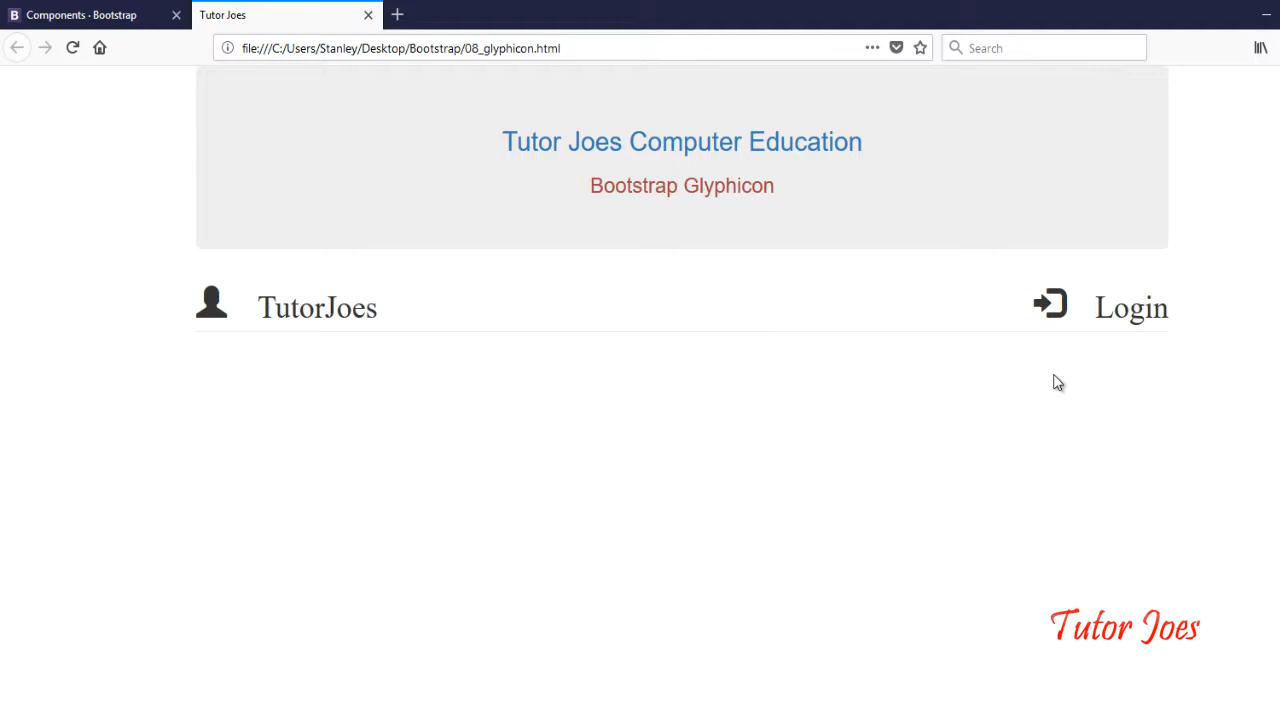 Components · Bootstrap
Tutor Joes
file:///C:/Users/Stanley/Desktop/Bootstrap/08_glyphicon.html
Search
Tutor Joes Computer Education
Bootstrap Glyphicon
TutorJoes
Login
Tutor Joes